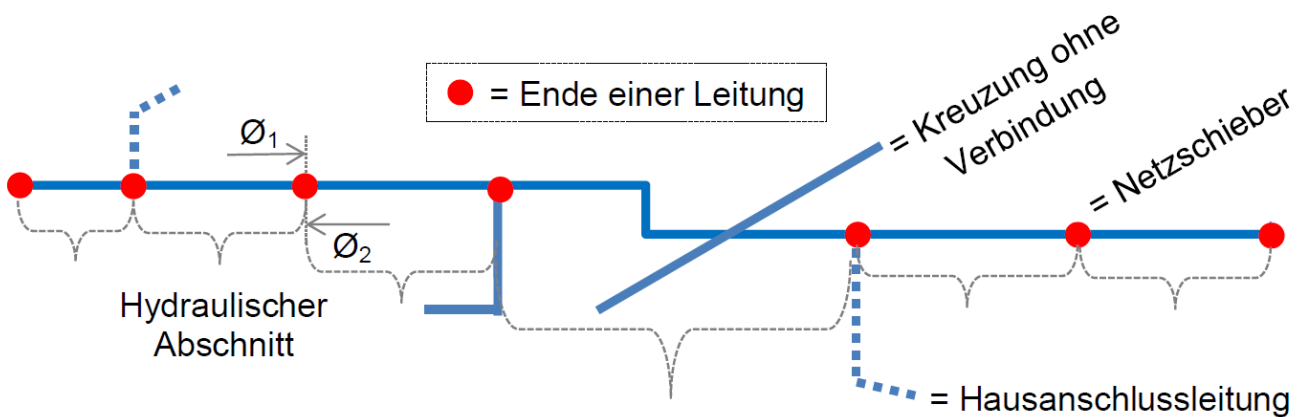 = Ende einer Leitung
= Kreuzung ohne
Verbindung
= Netzschieber
Ø1
Ø2
Hydraulischer
Abschnitt
= Hausanschlussleitung